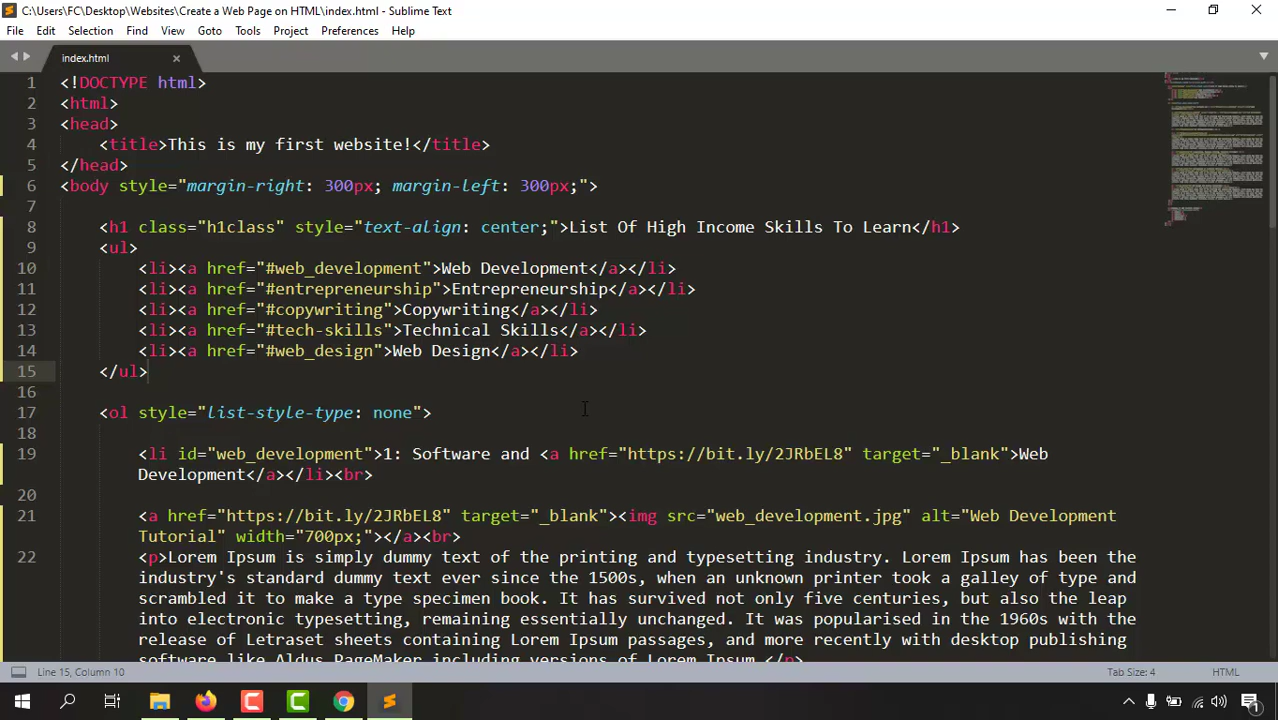 C:\Users\FC\Desktop\Websites\Create a Web Page on HTML\index.html - Sublime Text
File Edit Selection Find View Goto Tools Project Preferences Help
index.html
1 <!DOCTYPE html>
2 <html>
3 <head>
4 <title>This is my first website!</title>
5 </head>
6 <body style="margin-right: 300px; margin-left: 300px;">
7
8 <h1 class="h1class" style="text-align: center;">List Of High Income Skills To Learn</h1>
9 <ul>
10 <li><a href="#web_development">Web Development</a></li>
11 <li><a href="#entrepreneurship">Entrepreneurship</a></li>
12 <li><a href="#copywriting">Copywriting</a></li>
13 <li><a href="#tech-skills">Technical Skills</a></li>
14 <li><a href="#web_design">Web Design</a></li>
15 </ul>
16
17 <ol style="list-style-type: none">
18
19 <li id="web_development">1: Software and <a href="https://bit.ly/2JRbEL8" target="_blank">Web
Development</a></li><br>
20
21 <a href="https://bit.ly/2JRbEL8" target="_blank"><img src="web_development.jpg" alt="Web Development
Tutorial" width="700px;"></a><br>
22 <p>Lorem Ipsum is simply dummy text of the printing and typesetting industry. Lorem Ipsum has been the
industry's standard dummy text ever since the 1500s, when an unknown printer took a galley of type and
scrambled it to make a type specimen book. It has survived not only five centuries, but also the leap
into electronic typesetting, remaining essentially unchanged. It was popularised in the 1960s with the
release of Letraset sheets containing Lorem Ipsum passages, and more recently with desktop publishing
software like Aldus PageMaker including versions of Lorem Ipsum.</p>
Line 15, Column 10 Tab Size: 4 HTML